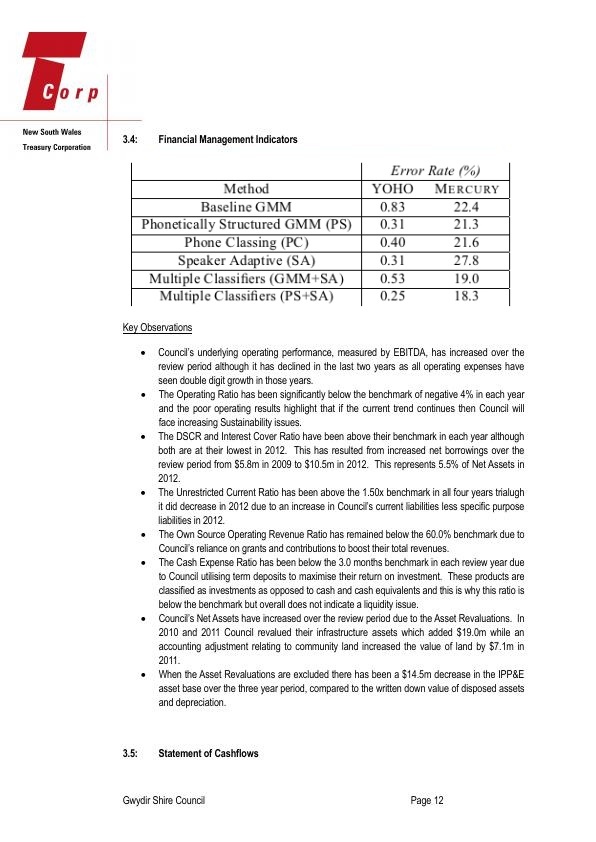 T
Corp
New South Wales
Treasury Corporation
3.4: Financial Management Indicators
Error Rate (%)
Method YOHO MERCURY
Baseline GMM 0.83 22.4
Phonetically Structured GMM (PS) 0.31 21.3
Phone Classing (PC) 0.40 21.6
Speaker Adaptive (SA) 0.31 27.8
Multiple Classifiers (GMM+SA) 0.53 19.0
Multiple Classifiers (PS+SA) 0.25 18.3
Key Observations
• Council's underlying operating performance, measured by EBITDA, has increased over the
review period although it has declined in the last two years as all operating expenses have
seen double digit growth in those years.
• The Operating Ratio has been significantly below the benchmark of negative 4% in each year
and the poor operating results highlight that if the current trend continues then Council will
face increasing Sustainability issues.
• The DSCR and Interest Cover Ratio have been above their benchmark in each year although
both are at their lowest in 2012. This has resulted from increased net borrowings over the
review period from $5.8m in 2009 to $10.5m in 2012. This represents 5.5% of Net Assets in
2012.
• The Unrestricted Current Ratio has been above the 1.50x benchmark in all four years trialugh
it did decrease in 2012 due to an increase in Council's current liabilities less specific purpose
liabilities in 2012.
• The Own Source Operating Revenue Ratio has remained below the 60.0% benchmark due to
Council's reliance on grants and contributions to boost their total revenues.
• The Cash Expense Ratio has been below the 3.0 months benchmark in each review year due
to Council utilising term deposits to maximise their return on investment. These products are
classified as investments as opposed to cash and cash equivalents and this is why this ratio is
below the benchmark but overall does not indicate a liquidity issue.
• Council's Net Assets have increased over the review period due to the Asset Revaluations. In
2010 and 2011 Council revalued their infrastructure assets which added $19.0m while an
accounting adjustment relating to community land increased the value of land by $7.1m in
2011.
• When the Asset Revaluations are excluded there has been a $14.5m decrease in the IPP&E
asset base over the three year period, compared to the written down value of disposed assets
and depreciation.
3.5: Statement of Cashflows
Gwydir Shire Council Page 12